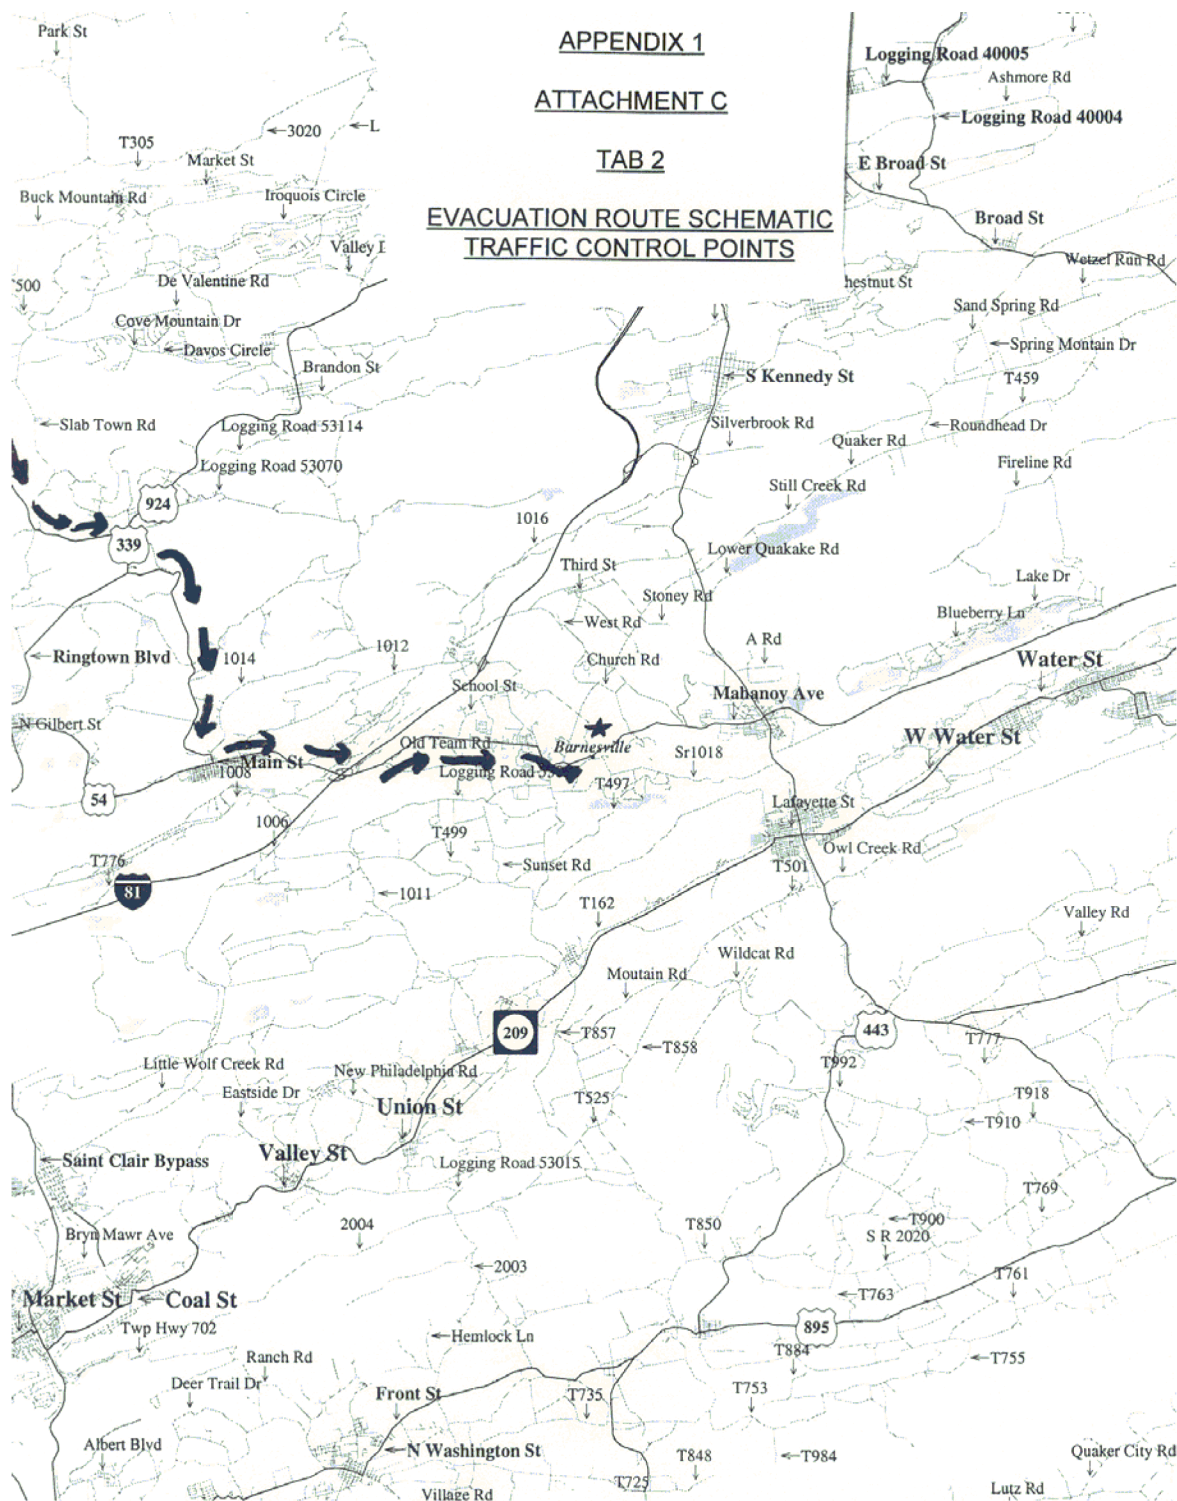 APPENDIX 1
ATTACHMENT C
TAB 2
EVACUATION ROUTE SCHEMATIC
TRAFFIC CONTROL POINTS
Park St
Logging Road 40005
Ashmore Rd
Logging Road 40004
3020
L
T305
Market St
E Broad St
Buck Mountain Rd
Iroquois Circle
Broad St
Valley
Wetzel Run Rd
500
De Valentine Rd
hestnut St
Sand Spring Rd
Cove Mountain Dr
Davos Circle
Spring Montain Dr
Brandon St
S Kennedy St
T459
Slab Town Rd
Logging Road 53114
Silverbrook Rd
Roundhead Dr
Quaker Rd
Logging Road 53070
Fireline Rd
924
Still Creek Rd
1016
339
Lower Quakake Rd
Third St
Lake Dr
Stoney Rd
Blueberry Ln
West Rd
A Rd
1012
Ringtown Blvd
1014
Church Rd
Water St
School St
Mahanoy Ave
N Gilbert St
W Water St
Old Team Rd
Barnesville
Sr1018
Main St
1008
Logging Road
T497
54
Lafayette St
1006
T499
Owl Creek Rd
T776
Sunset Rd
T501
81
1011
T162
Valley Rd
Wildcat Rd
Moutain Rd
209
T857
443
T777
T858
Little Wolf Creek Rd
New Philadelphia Rd
T992
Eastside Dr
T525
T918
Union St
T910
Valley St
Saint Clair Bypass
Logging Road 53015
T769
2004
T850
T900
Bryn Mawr Ave
S R 2020
2003
T761
Market St
Coal St
T763
Twp Hwy 702
895
Hemlock Ln
T884
Ranch Rd
T755
Deer Trail Dr
Front St
T735
T753
Albert Blvd
N Washington St
T848
T984
Quaker City Rd
T725
Village Rd
Lutz Rd